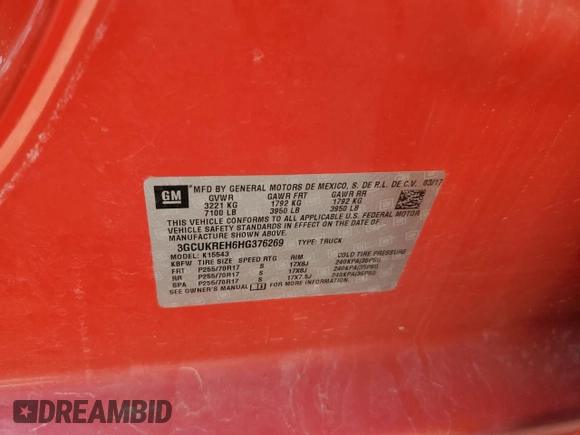 GM
*MFD BY GENERAL MOTORS DE MEXICO, S. DE R.L. DE C.V. 03/17
GVWR GAWR FRT GAWR RR
3221 KG 1792 KG 1792 KG
7100 LB 3950 LB 3950 LB
THIS VEHICLE CONFORMS TO ALL APPLICABLE U.S. FEDERAL MOTOR
VEHICLE SAFETY STANDARDS IN EFFECT ON THE DATE OF
MANUFACTURE SHOWN ABOVE.
3GCUKREH6HG376269 TYPE: TRUCK
MODEL: K15543
KBFW TIRE SIZE SPEED RTG RIM COLD TIRE PRESSURE
FRT P255/70R17 S 17X8J 240KPA(35PSI)
RR P255/70R17 S 17X8J 240KPA(35PSI)
SPA P255/70R17 S 17X7.5J 240KPA(35PSI)
SEE OWNER'S MANUAL FOR MORE INFORMATION.
DREAMBID